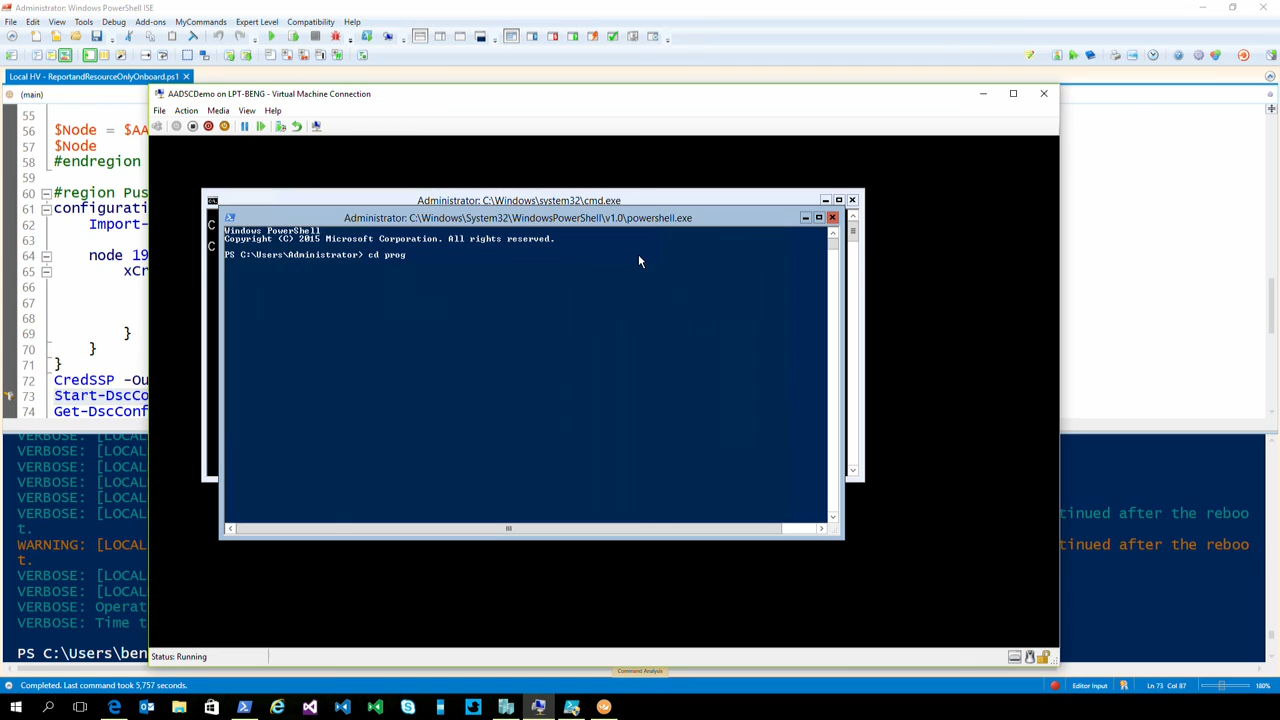 Administrator: Windows PowerShell ISE
File Edit View Tools Debug Add-ons MyCommands Expert Level Compatibility Help
Local HV - ReportandResourceOnlyOnboard.ps1
(main)
AADSCDemo on LPT-BENG - Virtual Machine Connection
File Action Media View Help
55
56 $Node = $AA
57 $Node
58 #endregion
59
60 #region Pus
61 configurati
62 Import-
63
64 node 19
65 xCr
66
67
68
69 }
70 }
71 }
72 CredSSP -Ou
73 Start-DscCo
74 Get-DscConf
Administrator: C:\Windows\system32\cmd.exe
C
C
Administrator: C:\Windows\System32\WindowsPowerShell\v1.0\powershell.exe
Windows PowerShell
Copyright (C) 2015 Microsoft Corporation. All rights reserved.
PS C:\Users\Administrator> cd prog
VERBOSE: [LOCAL
VERBOSE: [LOCAL
VERBOSE: [LOCAL
VERBOSE: [LOCAL
VERBOSE: [LOCAL
VERBOSE: [LOCAL tinued after the reboo
t.
WARNING: [LOCAL tinued after the reboo
t.
VERBOSE: [LOCAL
VERBOSE: [LOCAL
VERBOSE: Operat
VERBOSE: Time t
PS C:\Users\ben
Status: Running
Command Analysis
Completed. Last command took 5,757 seconds.
Editor Input
Ln 73 Col 87
180%